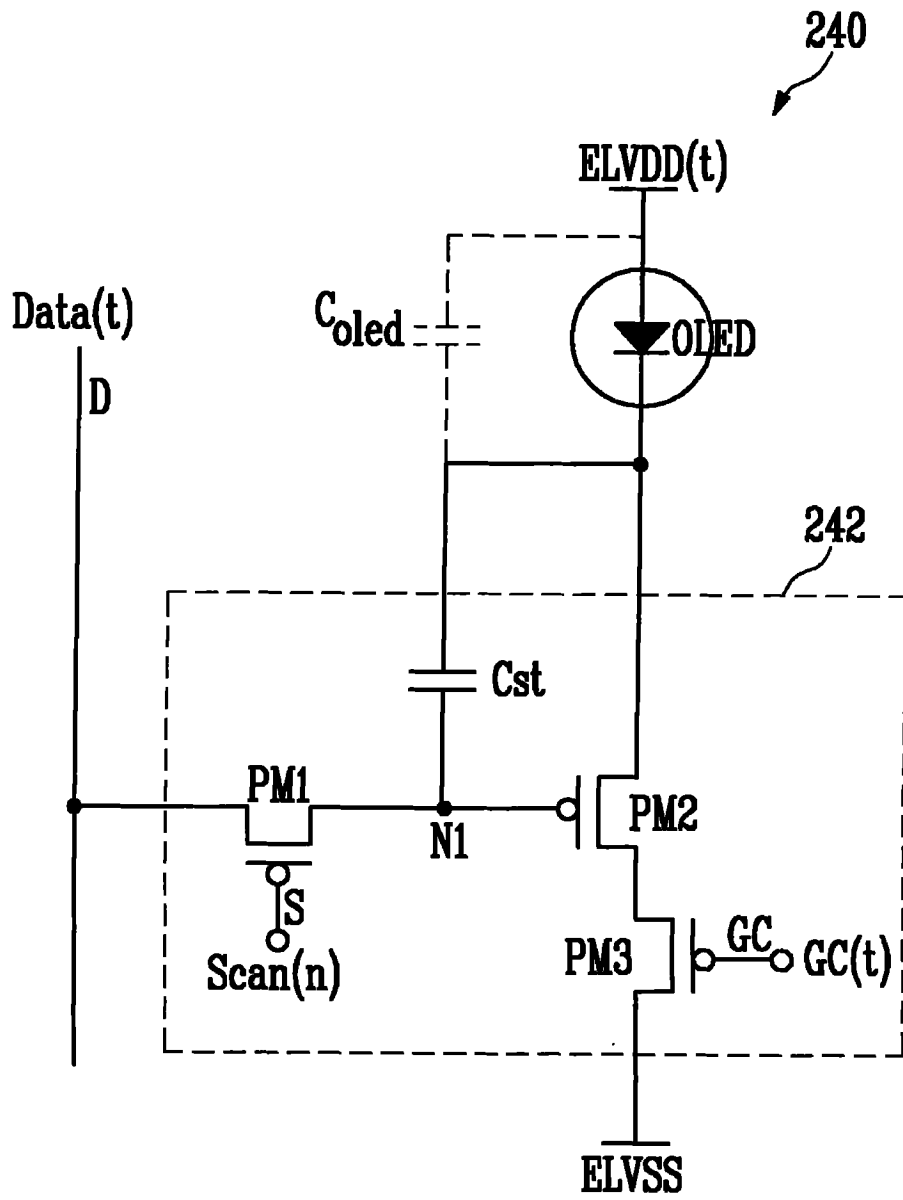 240
ELVDD(t)
Data(t)
Coled
OLED
D
242
Cst
PM1
PM2
N1
S
PM3
GC
GC(t)
Scan(n)
ELVSS